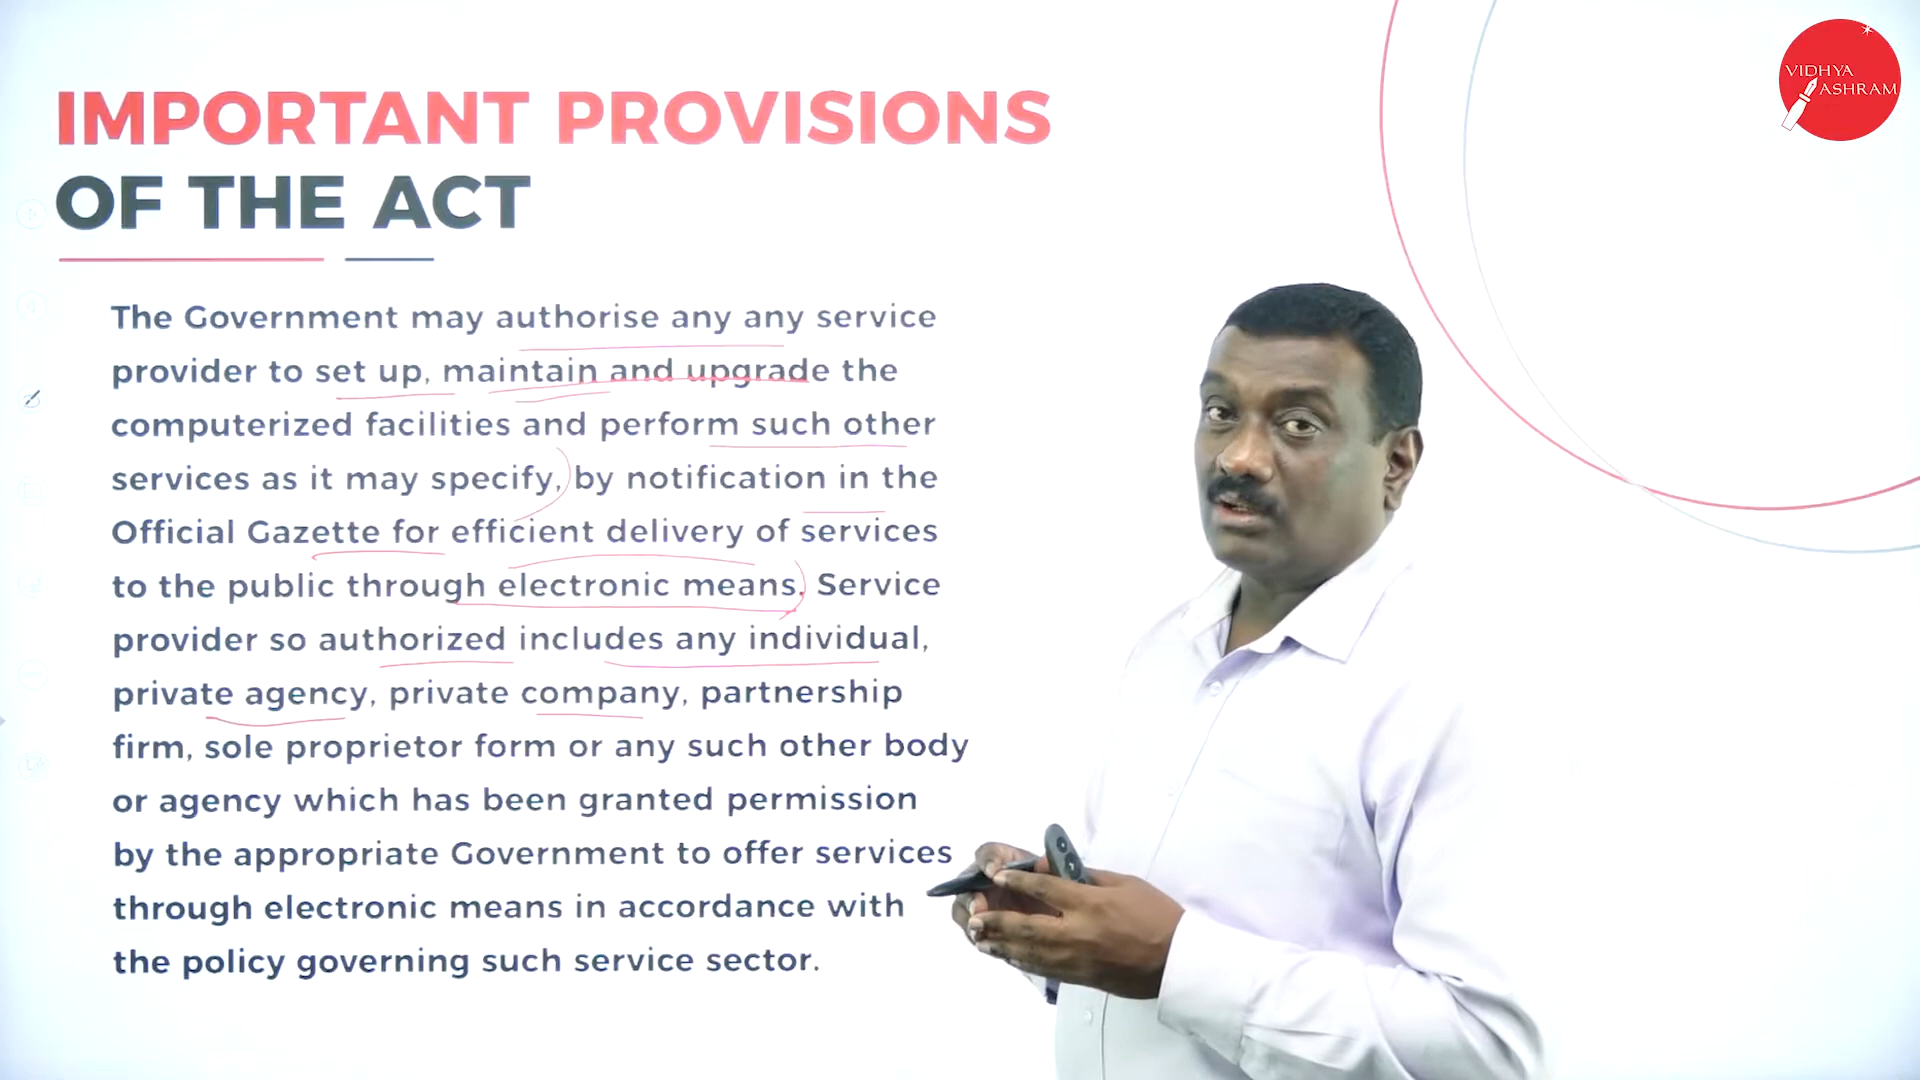 VIDHYA
ASHRAM
IMPORTANT PROVISIONS
OF THE ACT
The Government may authorise any any service
provider to set up, maintain and upgrade the
computerized facilities and perform such other
services as it may specify, by notification in the
Official Gazette for efficient delivery of services
to the public through electronic means. Service
provider so authorized includes any individual,
private agency, private company, partnership
firm, sole proprietor form or any such other body
or agency which has been granted permission
by the appropriate Government to offer services
through electronic means in accordance with
the policy governing such service sector.